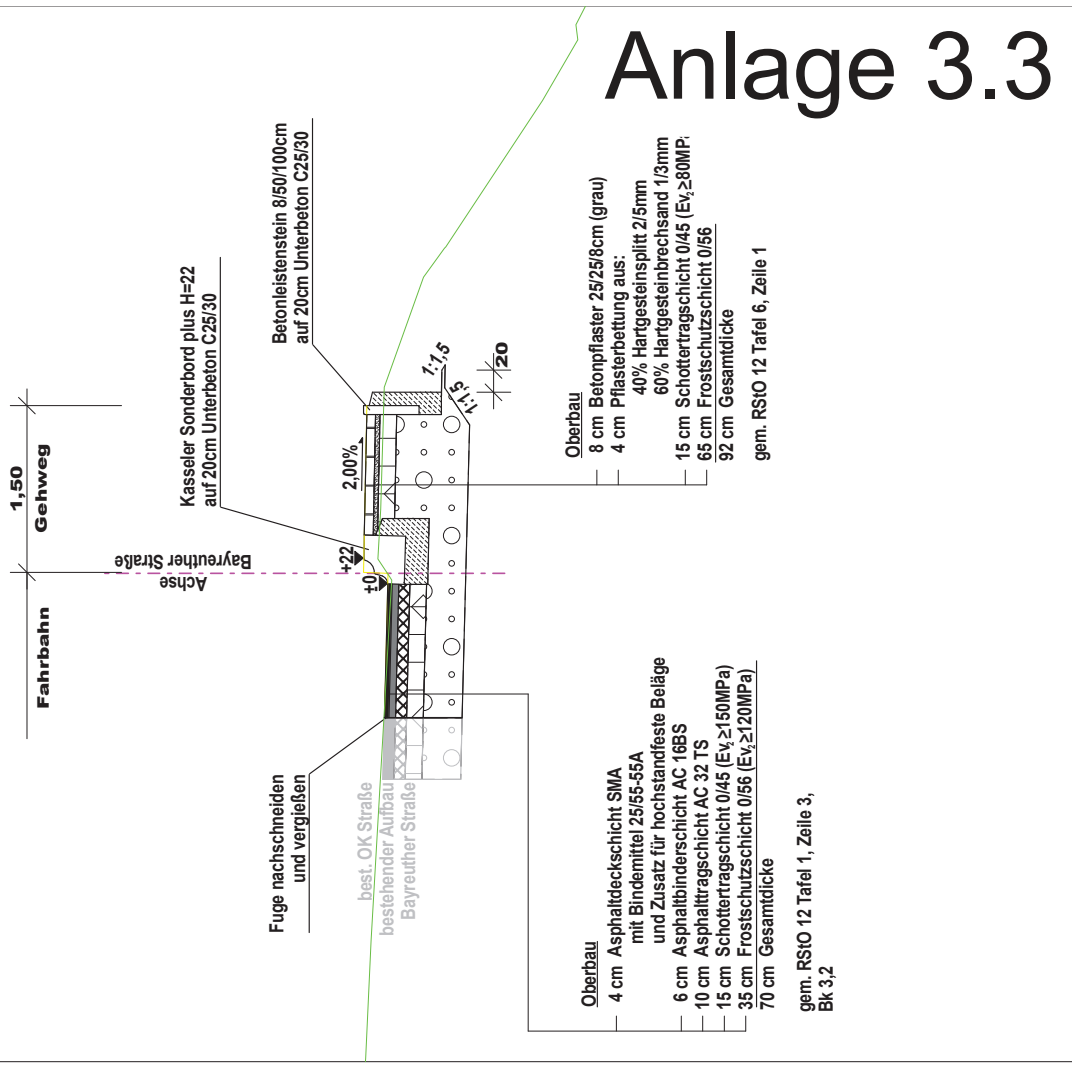 Anlage 3.3
1,50
Fahrbahn
Gehweg
Achse
Bayreuther Straße
Kasseler Sonderbord plus H=22
auf 20cm Unterbeton C25/30
Betonleistenstein 8/50/100cm
auf 20cm Unterbeton C25/30
Fuge nachschneiden
und vergießen
best. OK Straße
bestehender Aufbau
Bayreuther Straße
±0
+22
2,00%
1:1,5
1:1,5
20
Oberbau
4 cm Asphaltdeckschicht SMA
mit Bindemittel 25/55-55A
und Zusatz für hochstandfeste Beläge
6 cm Asphaltbinderschicht AC 16BS
10 cm Asphalttragschicht AC 32 TS
15 cm Schottertragschicht 0/45 (Ev₂≥150MPa)
35 cm Frostschutzschicht 0/56 (Ev₂≥120MPa)
70 cm Gesamtdicke
gem. RStO 12 Tafel 1, Zeile 3,
Bk 3,2
Oberbau
8 cm Betonpflaster 25/25/8cm (grau)
4 cm Pflasterbettung aus:
40% Hartgesteinsplitt 2/5mm
60% Hartgesteinbrechsand 1/3mm
15 cm Schottertragschicht 0/45 (Ev₂≥80MP
65 cm Frostschutzschicht 0/56
92 cm Gesamtdicke
gem. RStO 12 Tafel 6, Zeile 1